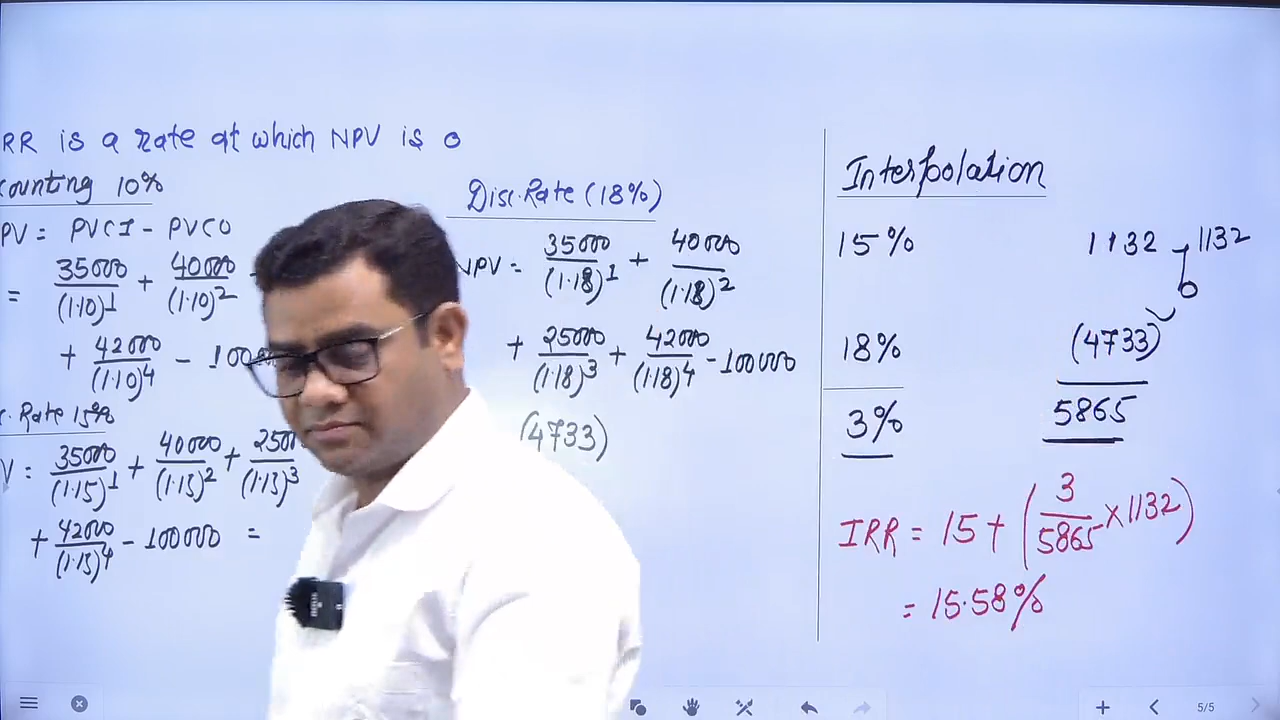 RR is a rate at which NPV is 0
counting 10%
PV = PVCI - PVCO
= 35000/(1.10)^1 + 40000/(1.10)^2
+ 42000/(1.10)^4 - 100
. Rate 15%
V = 35000/(1.15)^1 + 40000/(1.15)^2 + 250 /(1.15)^3
+ 42000/(1.15)^4 - 100000 =
Disc. Rate (18%)
NPV = 35000/(1.18)^1 + 40000/(1.18)^2
+ 25000/(1.18)^3 + 42000/(1.18)^4 - 100000
(4733)
Interpolation
15% 1132 1132
0
18% (4733)
3% 5865
IRR = 15 + (3/5865 × 1132)
= 15.58%
5/5